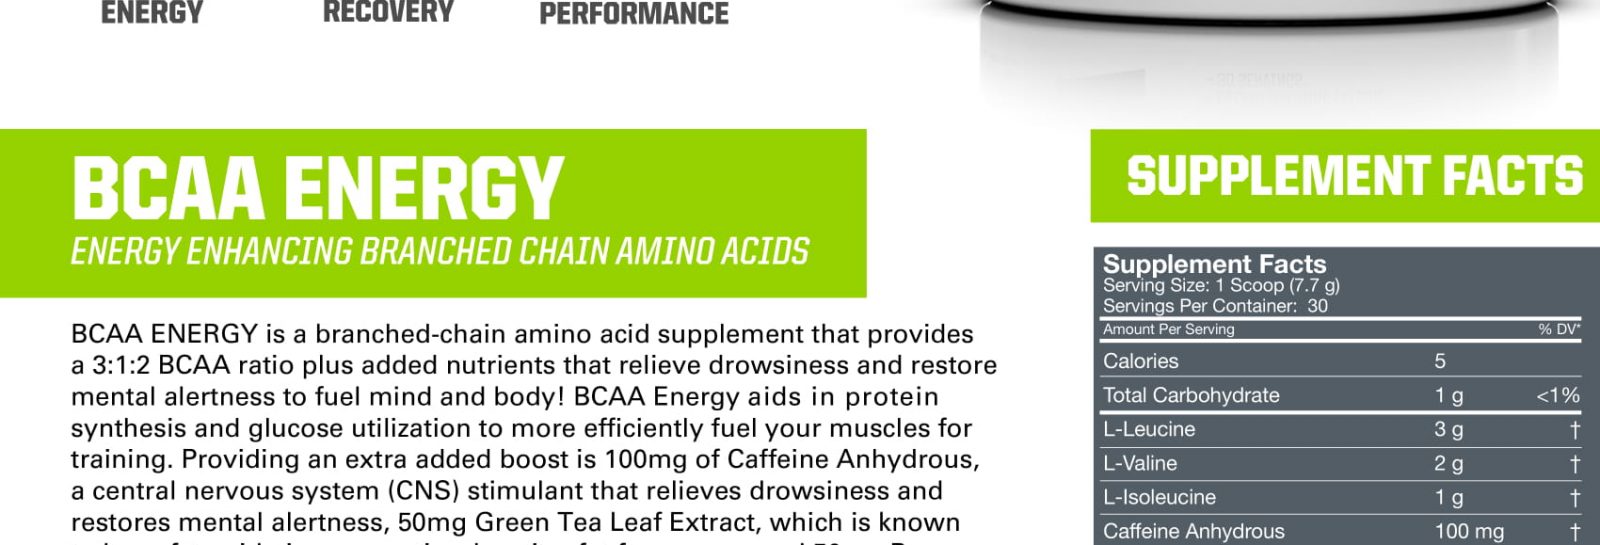 ENERGY RECOVERY PERFORMANCE
BCAA ENERGY
ENERGY ENHANCING BRANCHED CHAIN AMINO ACIDS
BCAA ENERGY is a branched-chain amino acid supplement that provides
a 3:1:2 BCAA ratio plus added nutrients that relieve drowsiness and restore
mental alertness to fuel mind and body! BCAA Energy aids in protein
synthesis and glucose utilization to more efficiently fuel your muscles for
training. Providing an extra added boost is 100mg of Caffeine Anhydrous,
a central nervous system (CNS) stimulant that relieves drowsiness and
restores mental alertness, 50mg Green Tea Leaf Extract, which is known
SUPPLEMENT FACTS
Supplement Facts
Serving Size: 1 Scoop (7.7 g)
Servings Per Container: 30
Amount Per Serving % DV*
Calories 5
Total Carbohydrate 1 g <1%
L-Leucine 3 g †
L-Valine 2 g †
L-Isoleucine 1 g †
Caffeine Anhydrous 100 mg †